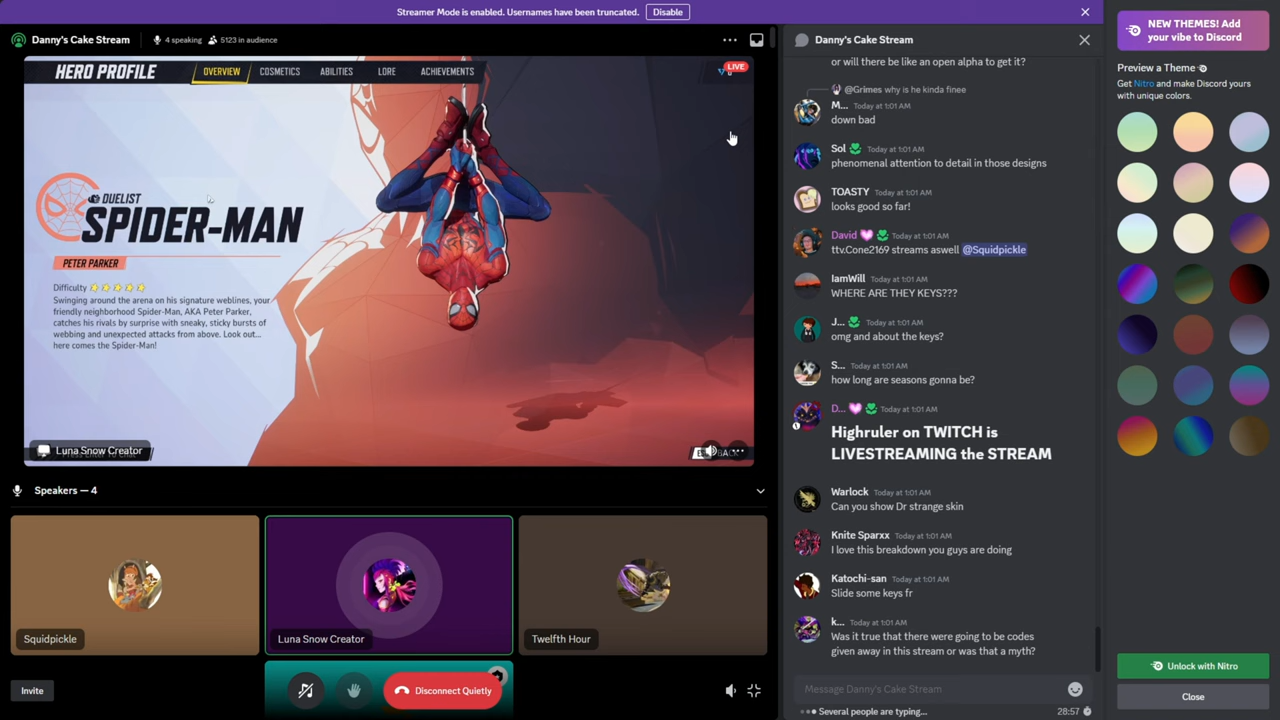 Streamer Mode is enabled. Usernames have been truncated.
Disable
Danny's Cake Stream
4 speaking
5123 in audience
HERO PROFILE
OVERVIEW
COSMETICS
ABILITIES
LORE
ACHIEVEMENTS
LIVE
DUELIST
SPIDER-MAN
PETER PARKER
Difficulty
Swinging around the arena on his signature weblines, your
friendly neighborhood Spider-Man, AKA Peter Parker,
catches his rivals by surprise with sneaky, sticky bursts of
webbing and unexpected attacks from above. Look out...
here comes the Spider-Man!
Luna Snow Creator
Speakers — 4
Squidpickle
Luna Snow Creator
Twelfth Hour
Invite
Disconnect Quietly
Danny's Cake Stream
or will there be like an open alpha to get it?
@Grimes why is he kinda finee
M... Today at 1:01 AM
down bad
Sol Today at 1:01 AM
phenomenal attention to detail in those designs
TOASTY Today at 1:01 AM
looks good so far!
David Today at 1:01 AM
ttv.Cone2169 streams aswell @Squidpickle
IamWill Today at 1:01 AM
WHERE ARE THEY KEYS???
J... Today at 1:01 AM
omg and about the keys?
S... Today at 1:01 AM
how long are seasons gonna be?
D... Today at 1:01 AM
Highruler on TWITCH is
LIVESTREAMING the STREAM
Warlock Today at 1:01 AM
Can you show Dr strange skin
Knite Sparxx Today at 1:01 AM
I love this breakdown you guys are doing
Katochi-san Today at 1:01 AM
Slide some keys fr
k... Today at 1:01 AM
Was it true that there were going to be codes
given away in this stream or was that a myth?
Message Danny's Cake Stream
Several people are typing...
28:57
NEW THEMES! Add
your vibe to Discord
Preview a Theme
Get Nitro and make Discord yours
with unique colors.
Unlock with Nitro
Close